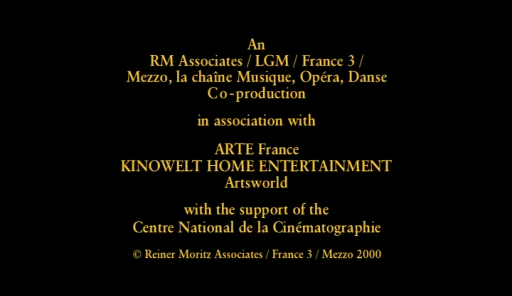 An
RM Associates / LGM / France 3 /
Mezzo, la chaîne Musique, Opéra, Danse
Co-production
in association with
ARTE France
KINOWELT HOME ENTERTAINMENT
Artsworld
with the support of the
Centre National de la Cinématographie
© Reiner Moritz Associates / France 3 / Mezzo 2000